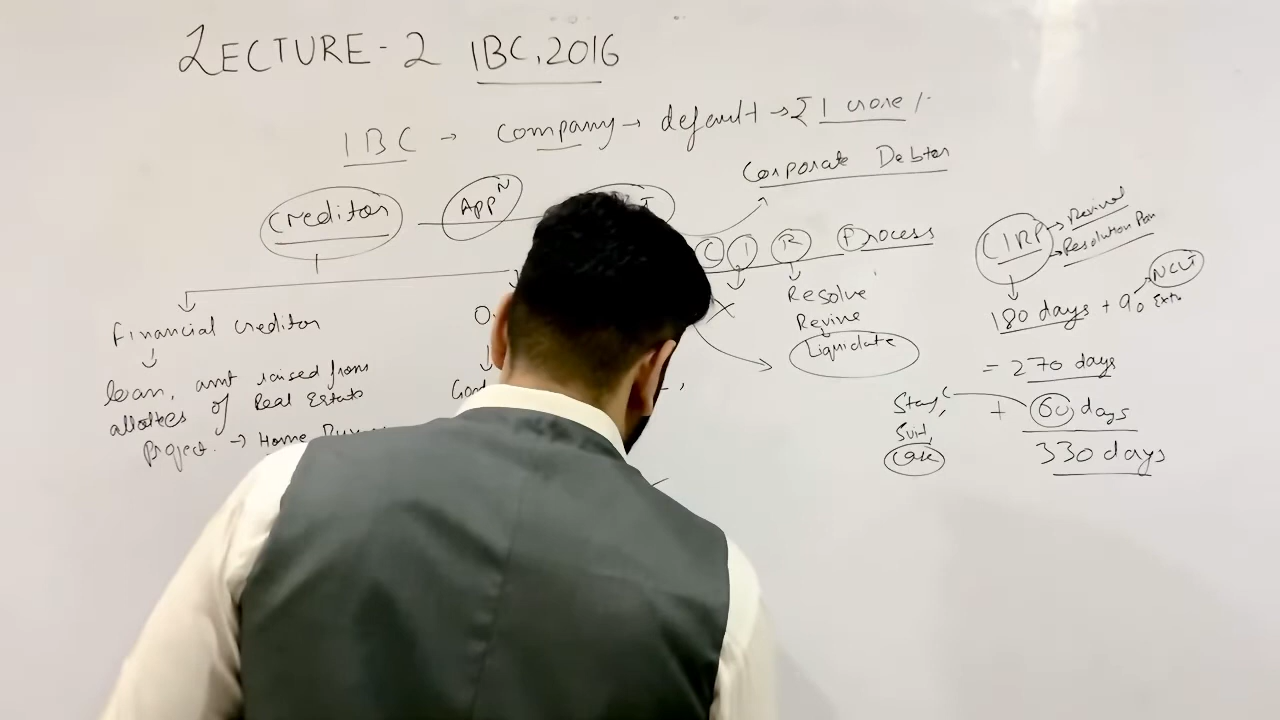 LECTURE - 2 IBC, 2016
IBC → Company → default → ₹ 1 crore /-
Corporate Debtor
Creditor
APPN
C I R Process
Resolve
Revive
Liquidate
Financial Creditor
loan, amt raised from
allottees of Real Estate
Project. → Home
O.
CIRP → Revival
→ Resolution Plan
180 days + 90 Extn
NCLT
= 270 days
+ 60 days
Stay,
Suit,
Case
330 days